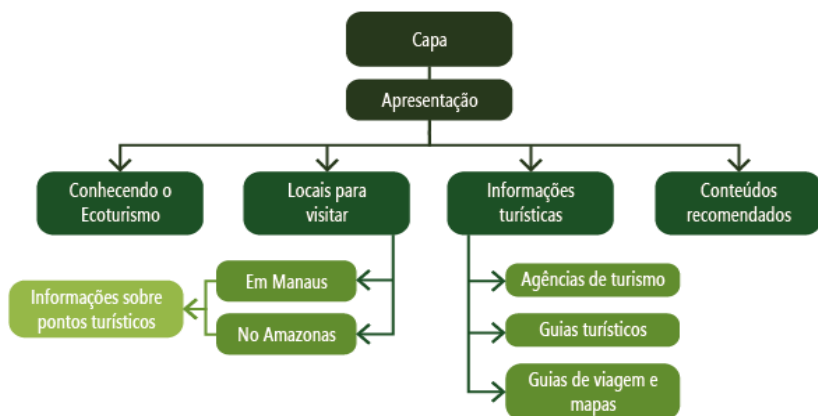 Capa
Apresentação
Conhecendo o
Ecoturismo
Locais para
visitar
Informações
turísticas
Conteúdos
recomendados
Informações sobre
pontos turísticos
Em Manaus
No Amazonas
Agências de turismo
Guias turísticos
Guias de viagem e
mapas